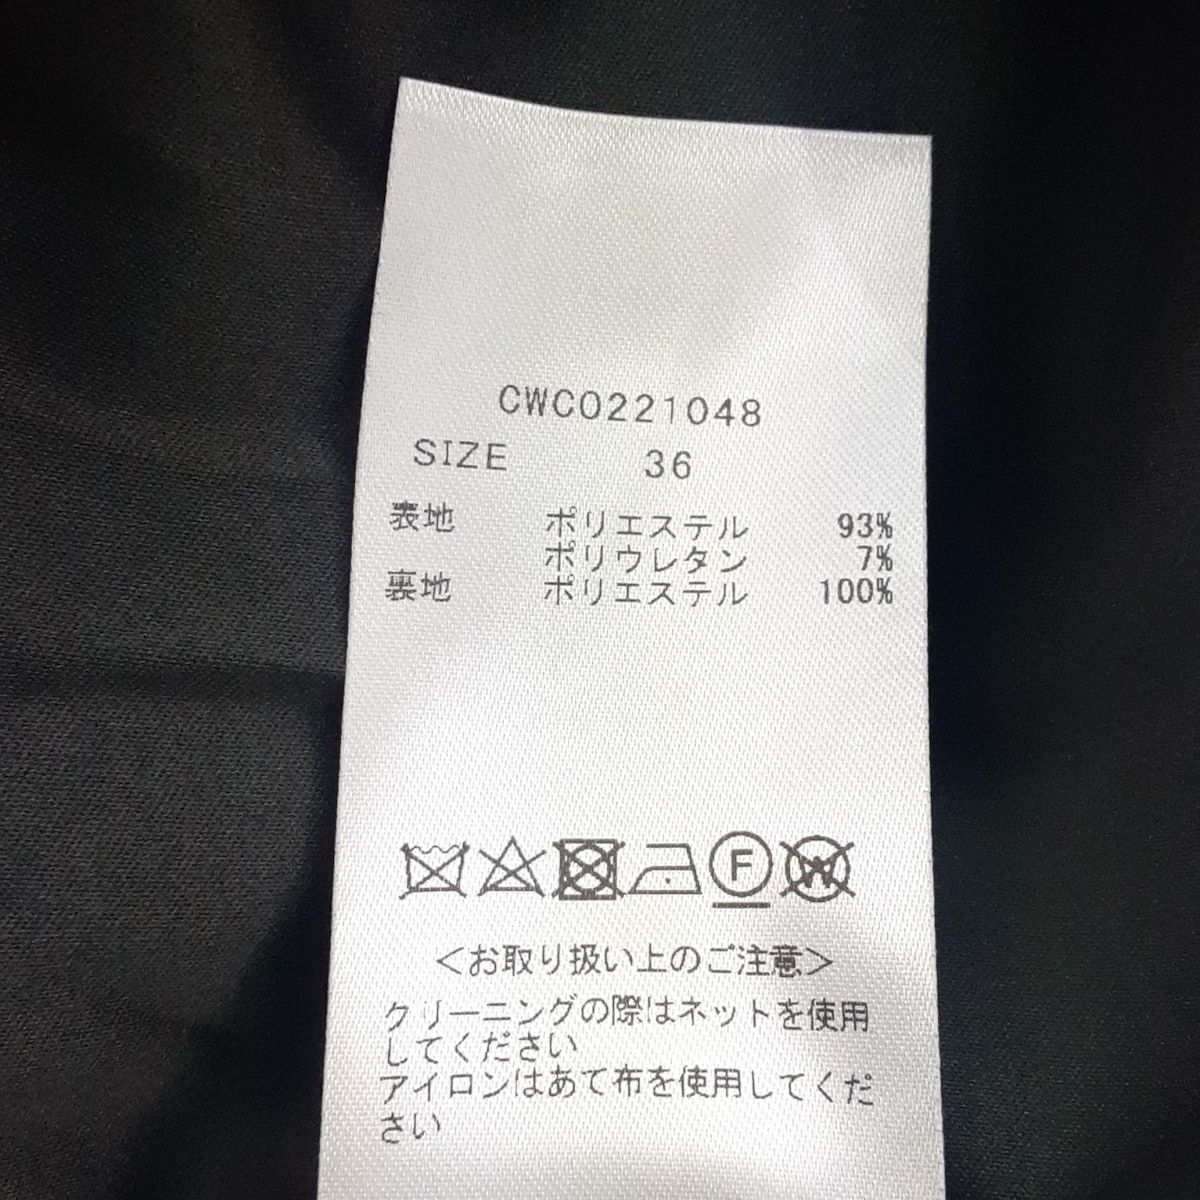 CWCO221048
SIZE 36
表地 ポリエステル 93%
ポリウレタン 7%
裏地 ポリエステル 100%
F W
<お取り扱い上のご注意>
クリーニングの際はネットを使用
してください
アイロンはあて布を使用してくだ
さい